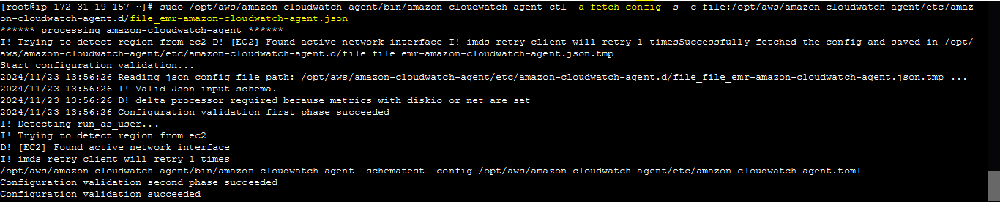 [root@ip-172-31-19-157 ~]# sudo /opt/aws/amazon-cloudwatch-agent/bin/amazon-cloudwatch-agent-ctl -a fetch-config -s -c file:/opt/aws/amazon-cloudwatch-agent/etc/amaz
on-cloudwatch-agent.d/file_emr-amazon-cloudwatch-agent.json
****** processing amazon-cloudwatch-agent ******
I! Trying to detect region from ec2 D! [EC2] Found active network interface I! imds retry client will retry 1 timesSuccessfully fetched the config and saved in /opt/
aws/amazon-cloudwatch-agent/etc/amazon-cloudwatch-agent.d/file_file_emr-amazon-cloudwatch-agent.json.tmp
Start configuration validation...
2024/11/23 13:56:26 Reading json config file path: /opt/aws/amazon-cloudwatch-agent/etc/amazon-cloudwatch-agent.d/file_file_emr-amazon-cloudwatch-agent.json.tmp ...
2024/11/23 13:56:26 I! Valid Json input schema.
2024/11/23 13:56:26 D! delta processor required because metrics with diskio or net are set
2024/11/23 13:56:26 Configuration validation first phase succeeded
I! Detecting run_as_user...
I! Trying to detect region from ec2
D! [EC2] Found active network interface
I! imds retry client will retry 1 times
/opt/aws/amazon-cloudwatch-agent/bin/amazon-cloudwatch-agent -schematest -config /opt/aws/amazon-cloudwatch-agent/etc/amazon-cloudwatch-agent.toml
Configuration validation second phase succeeded
Configuration validation succeeded